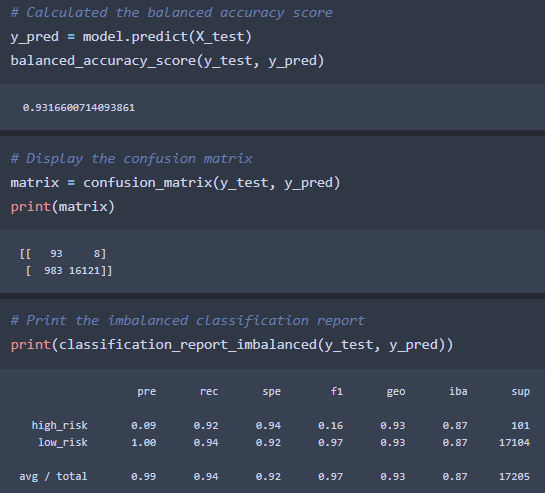 # Calculated the balanced accuracy score
y_pred = model.predict(X_test)
balanced_accuracy_score(y_test, y_pred)
0.9316600714093861
# Display the confusion matrix
matrix = confusion_matrix(y_test, y_pred)
print(matrix)
[[   93     8]
 [  983 16121]]
# Print the imbalanced classification report
print(classification_report_imbalanced(y_test, y_pred))
pre rec spe f1 geo iba sup
high_risk 0.09 0.92 0.94 0.16 0.93 0.87 101
low_risk 1.00 0.94 0.92 0.97 0.93 0.87 17104
avg / total 0.99 0.94 0.92 0.97 0.93 0.87 17205